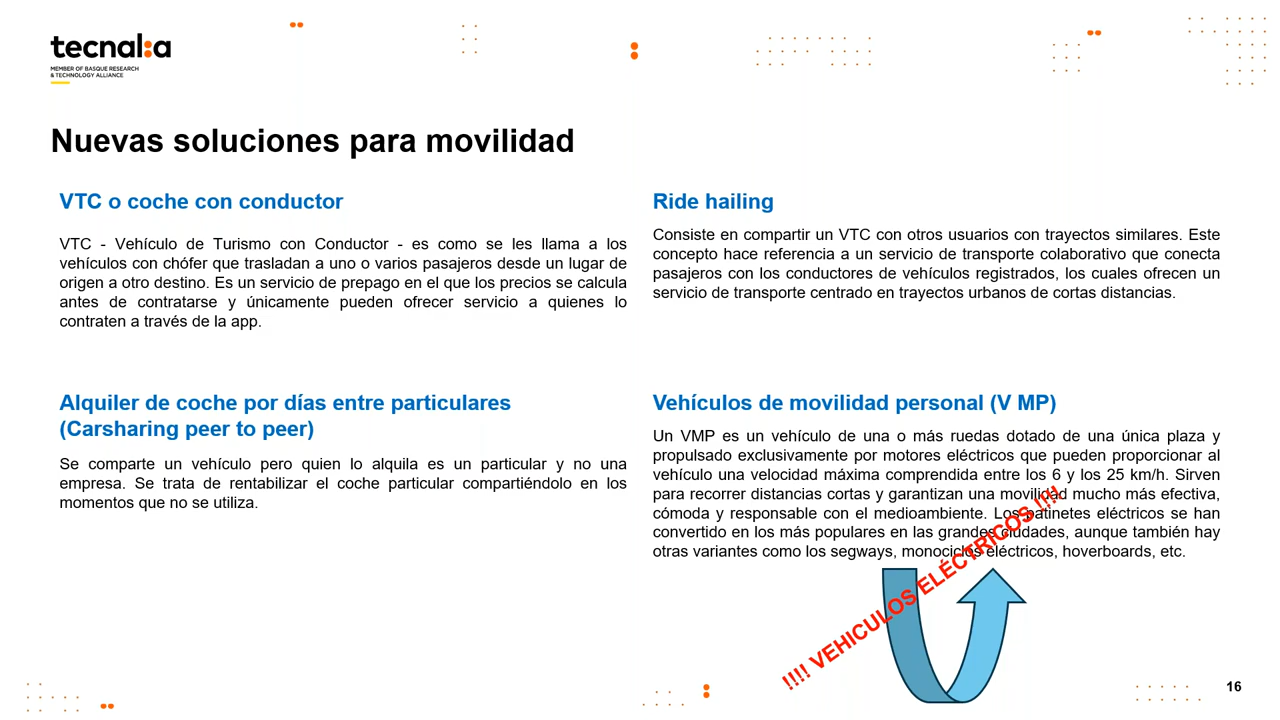 tecnal:a
MEMBER OF BASQUE RESEARCH
& TECHNOLOGY ALLIANCE
Nuevas soluciones para movilidad
VTC o coche con conductor
VTC - Vehículo de Turismo con Conductor - es como se les llama a los
vehículos con chófer que trasladan a uno o varios pasajeros desde un lugar de
origen a otro destino. Es un servicio de prepago en el que los precios se calcula
antes de contratarse y únicamente pueden ofrecer servicio a quienes lo
contraten a través de la app.
Ride hailing
Consiste en compartir un VTC con otros usuarios con trayectos similares. Este
concepto hace referencia a un servicio de transporte colaborativo que conecta
pasajeros con los conductores de vehículos registrados, los cuales ofrecen un
servicio de transporte centrado en trayectos urbanos de cortas distancias.
Alquiler de coche por días entre particulares
(Carsharing peer to peer)
Se comparte un vehículo pero quien lo alquila es un particular y no una
empresa. Se trata de rentabilizar el coche particular compartiéndolo en los
momentos que no se utiliza.
Vehículos de movilidad personal (V MP)
Un VMP es un vehículo de una o más ruedas dotado de una única plaza y
propulsado exclusivamente por motores eléctricos que pueden proporcionar al
vehículo una velocidad máxima comprendida entre los 6 y los 25 km/h. Sirven
para recorrer distancias cortas y garantizan una movilidad mucho más efectiva,
cómoda y responsable con el medioambiente. Los patinetes eléctricos se han
convertido en los más populares en las grandes ciudades, aunque también hay
otras variantes como los segways, monociclos eléctricos, hoverboards, etc.
!!!! VEHICULOS ELÉCTRICOS !!!!
16